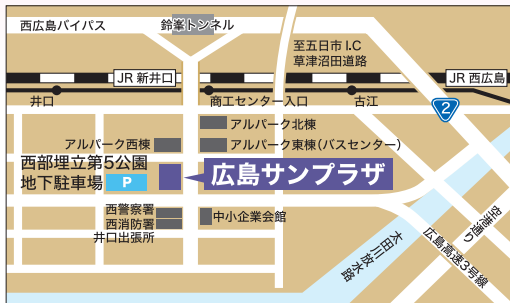 西広島バイパス
鈴峯トンネル
至五日市I.C
草津沼田道路
JR 新井口
JR 西広島
井口
商工センター入口
古江
2
アルパーク北棟
アルパーク西棟
アルパーク東棟(バスセンター)
西部埋立第5公園
地下駐車場
P
広島サンプラザ
西警察署
西消防署
井口出張所
中小企業会館
太田川放水路
空港通り
広島高速3号線